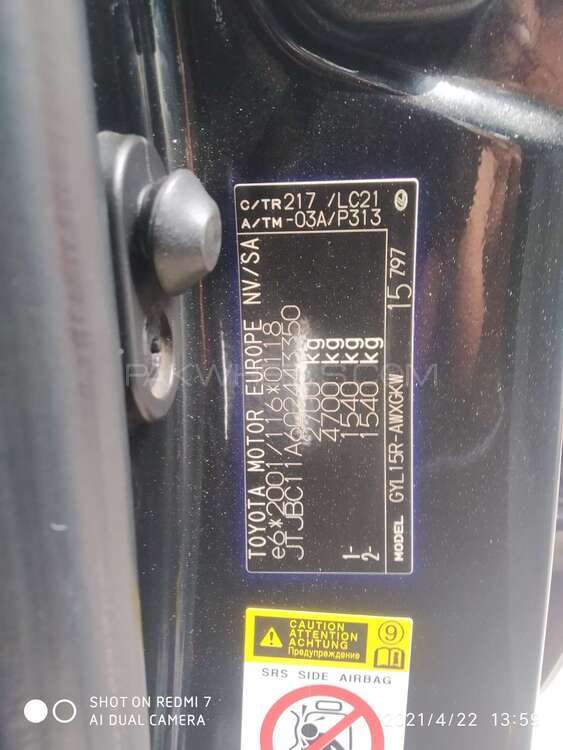 C/TR217 /LC21
A/TM-03A/P313
TOYOTA MOTOR EUROPE NV/SA
e6*2001/116*0118
JTJBC11A602443350
2700 kg
4700 kg
1- 1540 kg
2- 1540 kg
15 797
MODEL GYL15R-AWXGKW
CAUTION
ATTENTION
ACHTUNG
Предупреждение
9
SRS SIDE AIRBAG
SHOT ON REDMI 7
AI DUAL CAMERA
2021/4/22 13:59